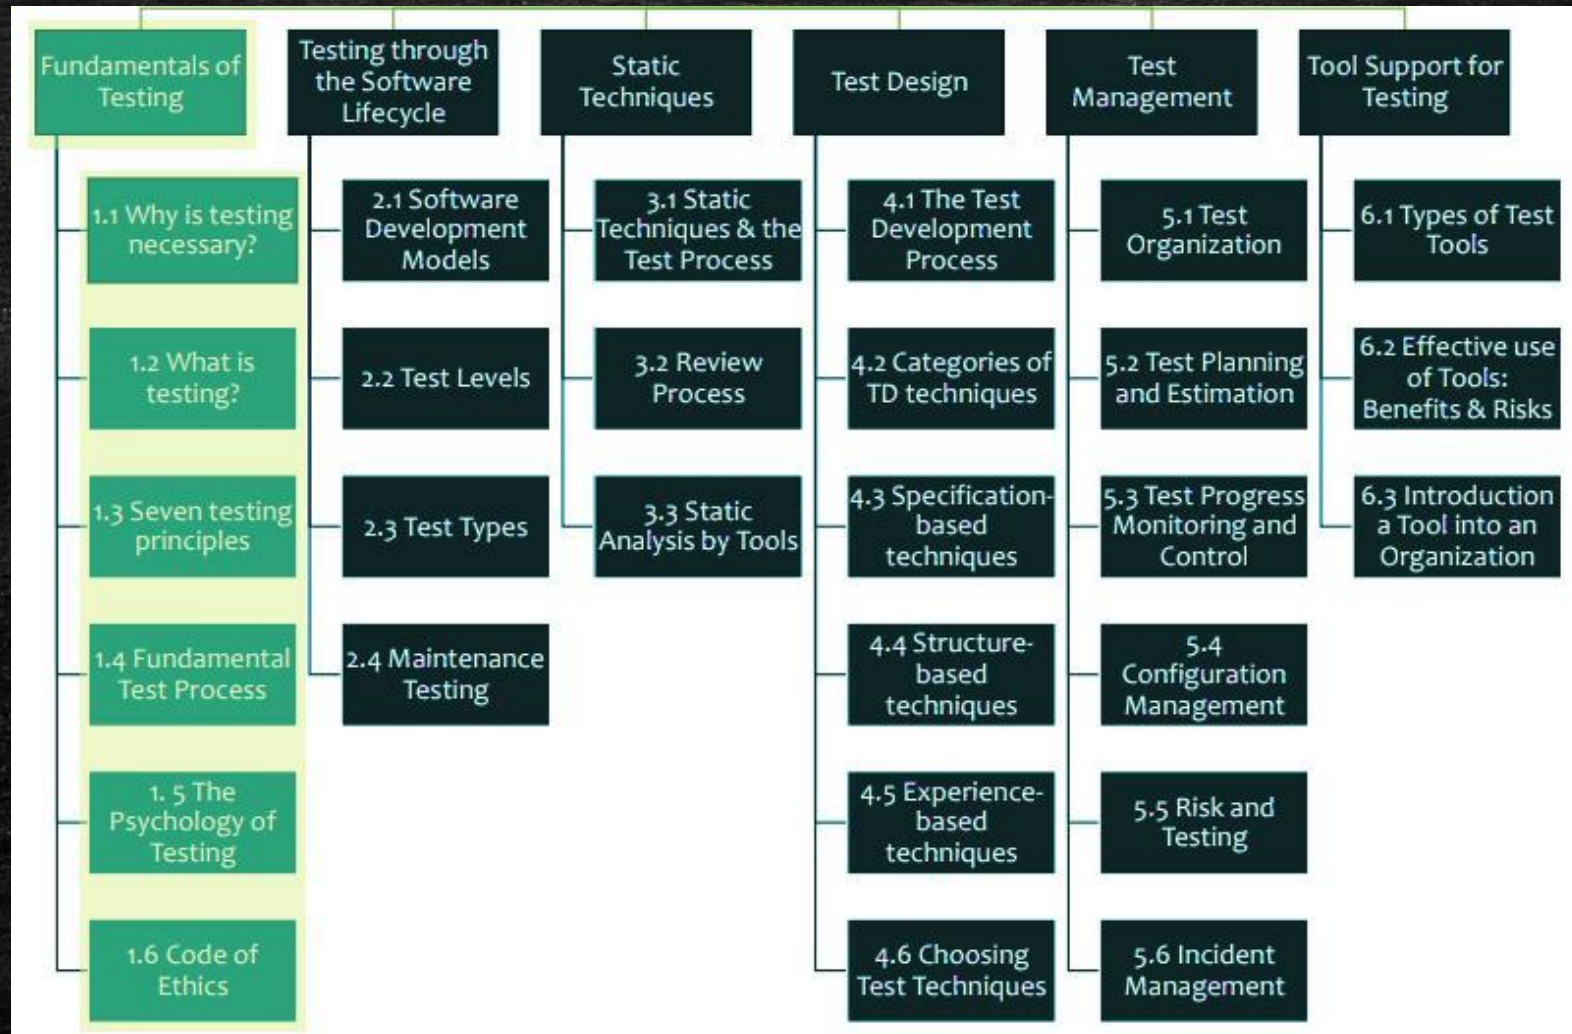 Fundamentals of
Testing
1.1 Why is testing
necessary?
1.2 What is
testing?
1.3 Seven testing
principles
1.4 Fundamental
Test Process
1. 5 The
Psychology of
Testing
1.6 Code of
Ethics
Testing through
the Software
Lifecycle
2.1 Software
Development
Models
2.2 Test Levels
2.3 Test Types
2.4 Maintenance
Testing
Static
Techniques
3.1 Static
Techniques & the
Test Process
3.2 Review
Process
3.3 Static
Analysis by Tools
Test Design
4.1 The Test
Development
Process
4.2 Categories of
TD techniques
4.3 Specification-
based
techniques
4.4 Structure-
based
techniques
4.5 Experience-
based
techniques
4.6 Choosing
Test Techniques
Test
Management
5.1 Test
Organization
5.2 Test Planning
and Estimation
5.3 Test Progress
Monitoring and
Control
5.4
Configuration
Management
5.5 Risk and
Testing
5.6 Incident
Management
Tool Support for
Testing
6.1 Types of Test
Tools
6.2 Effective use
of Tools:
Benefits & Risks
6.3 Introduction
a Tool into an
Organization